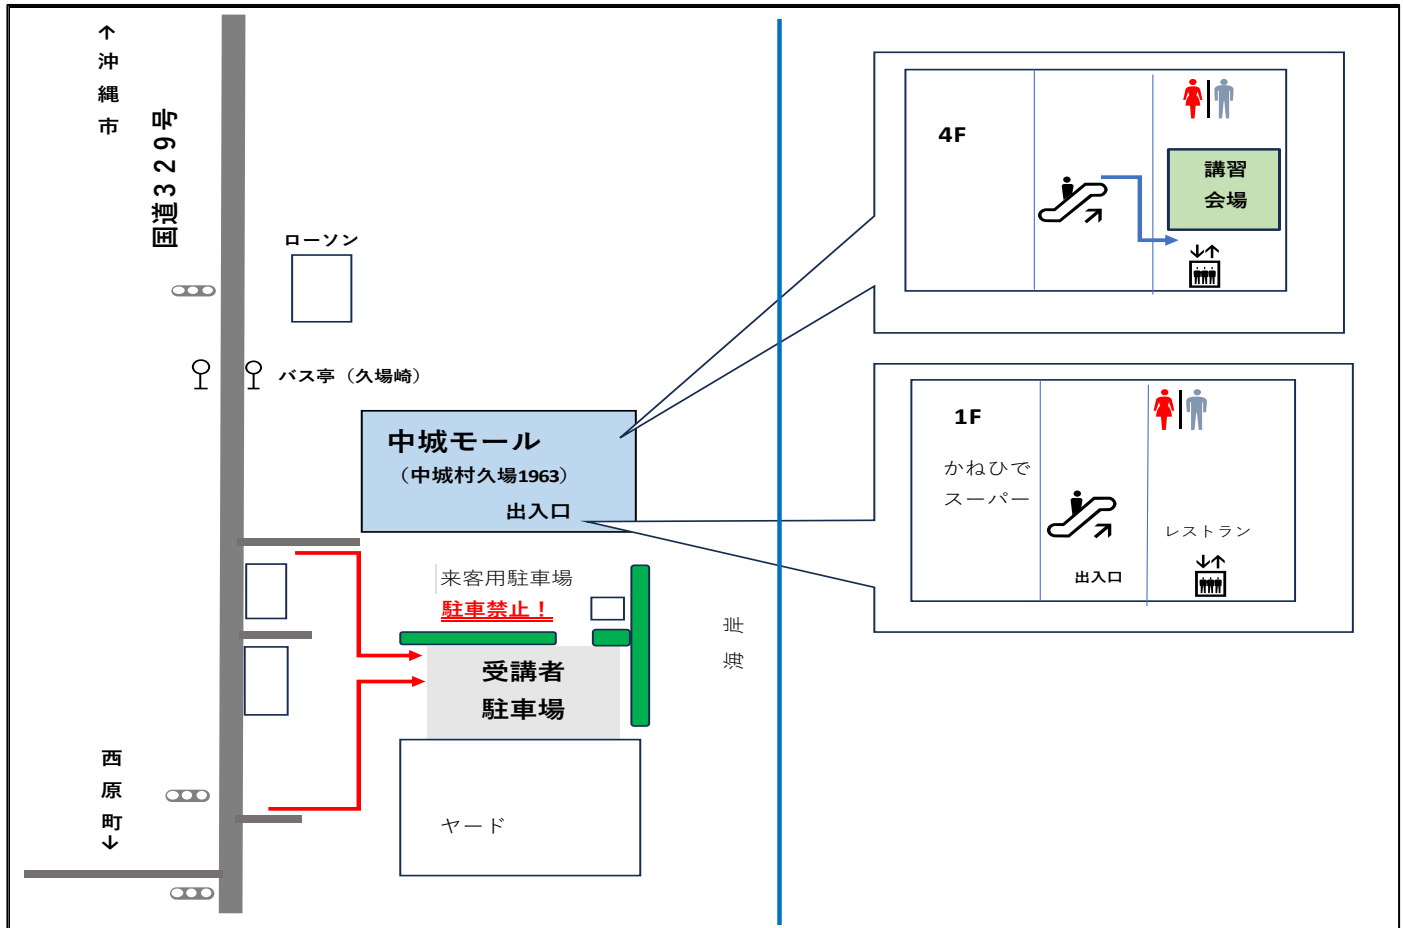 ↑沖縄市
国道３２９号
ローソン
バス亭（久場崎）
中城モール
（中城村久場1963）
出入口
来客用駐車場
駐車禁止！
受講者
駐車場
ヤード
西原町↓
海岸
4F
講習
会場
1F
かねひで
スーパー
レストラン
出入口